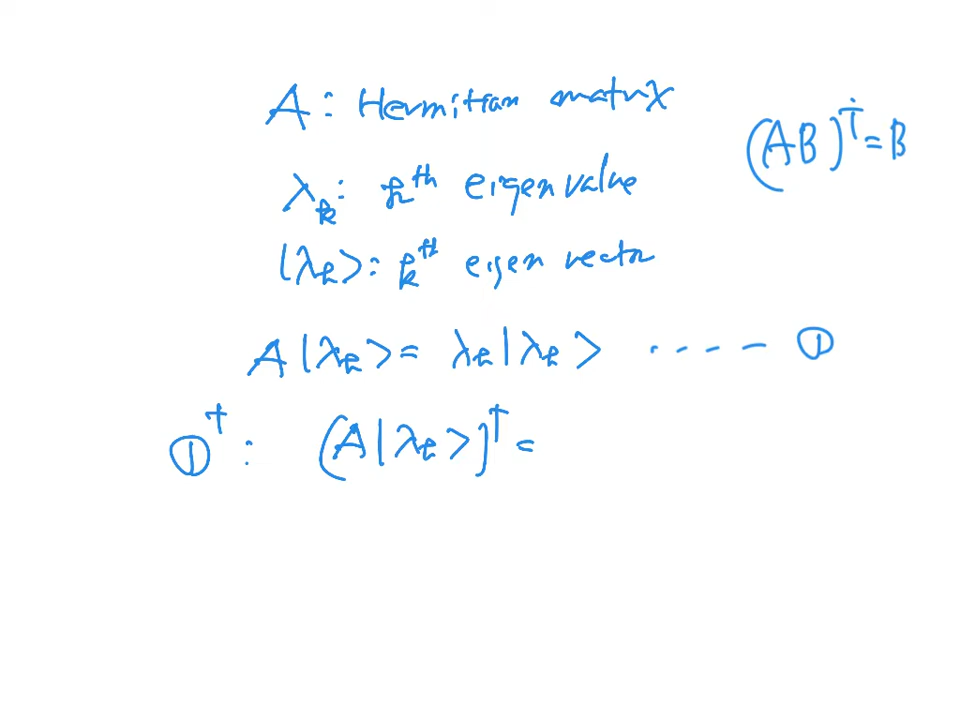 A : Hermitian matrix
(AB)† = B
λₖ : kᵗʰ eigenvalue
|λₖ> : kᵗʰ eigen vector
A|λₖ> = λₖ|λₖ> ----- ①
①† : (A|λₖ>)† =